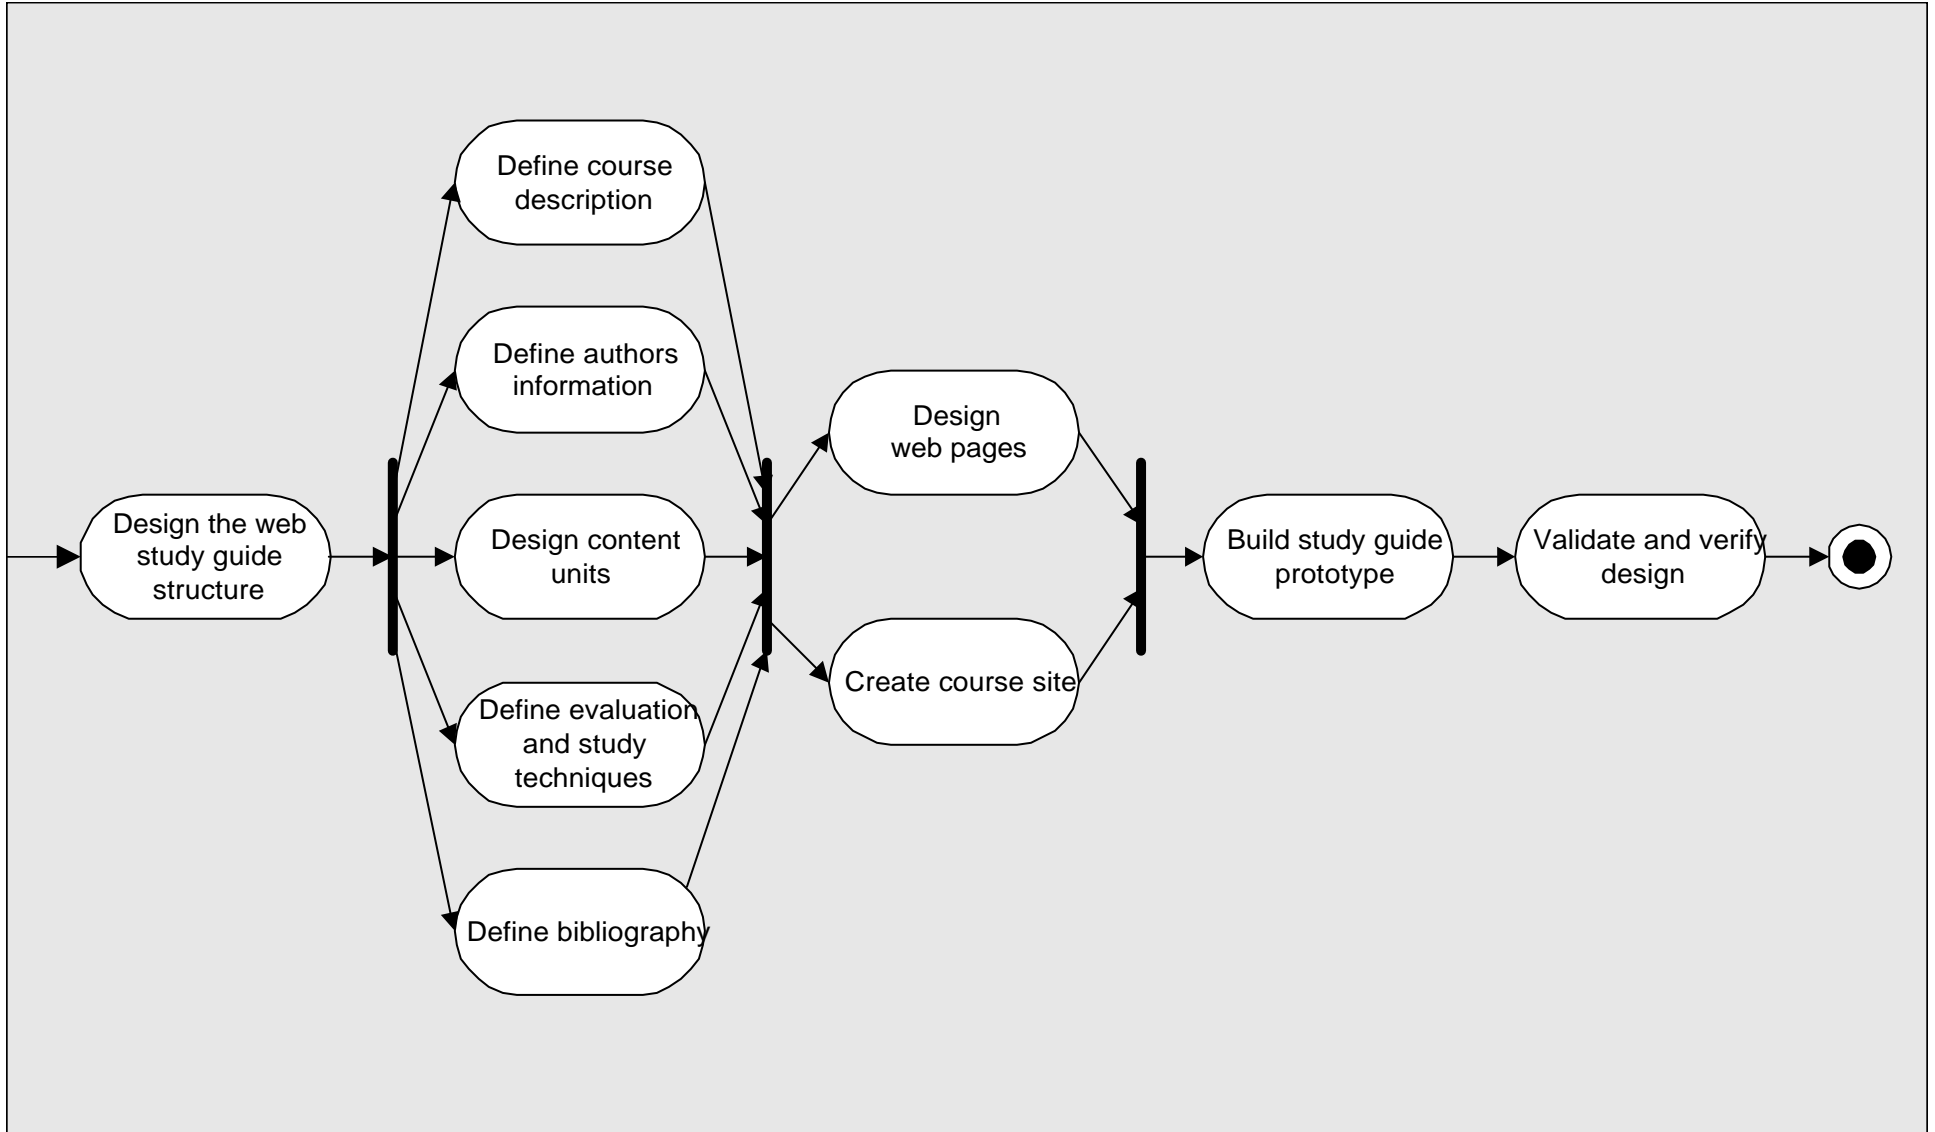 Define course
description
Define authors
information
Design the web
study guide
structure
Design content
units
Define evaluation
and study
techniques
Define bibliography
Design
web pages
Create course site
Build study guide
prototype
Validate and verify
design